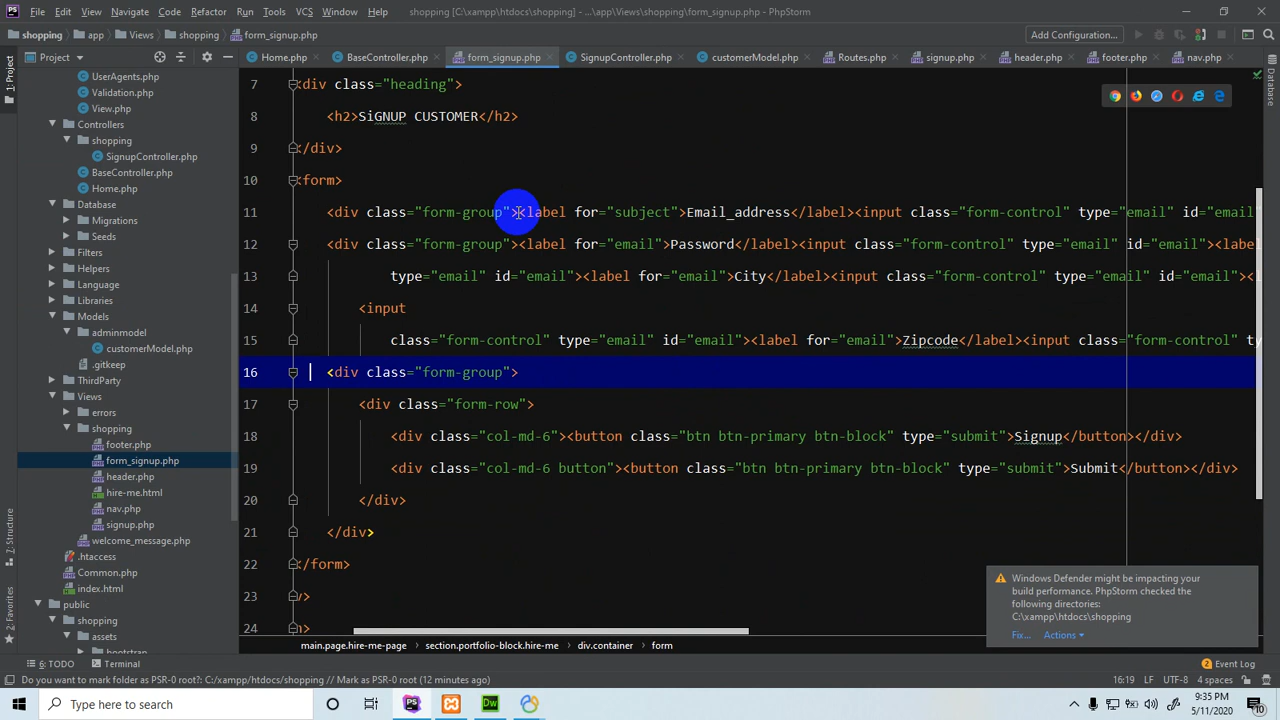 File Edit View Navigate Code Refactor Run Tools VCS Window Help shopping [C:\xampp\htdocs\shopping] - ...\app\Views\shopping\form_signup.php - PhpStorm
shopping app Views shopping form_signup.php Add Configuration...
Project Home.php BaseController.php form_signup.php SignupController.php customerModel.php Routes.php signup.php header.php footer.php nav.php
1: Project
7: Structure
2: Favorites
Database
UserAgents.php
Validation.php
View.php
Controllers
shopping
SignupController.php
BaseController.php
Home.php
Database
Migrations
Seeds
Filters
Helpers
Language
Libraries
Models
adminmodel
customerModel.php
.gitkeep
ThirdParty
Views
errors
shopping
footer.php
form_signup.php
header.php
hire-me.html
nav.php
signup.php
welcome_message.php
.htaccess
Common.php
index.html
public
shopping
assets
bootstrap
7 <div class="heading">
8 <h2>SiGNUP CUSTOMER</h2>
9 </div>
10 <form>
11 <div class="form-group"><label for="subject">Email_address</label><input class="form-control" type="email" id="email"
12 <div class="form-group"><label for="email">Password</label><input class="form-control" type="email" id="email"><label
13 type="email" id="email"><label for="email">City</label><input class="form-control" type="email" id="email"><l
14 <input
15 class="form-control" type="email" id="email"><label for="email">Zipcode</label><input class="form-control" ty
16 <div class="form-group">
17 <div class="form-row">
18 <div class="col-md-6"><button class="btn btn-primary btn-block" type="submit">Signup</button></div>
19 <div class="col-md-6 button"><button class="btn btn-primary btn-block" type="submit">Submit</button></div>
20 </div>
21 </div>
22 </form>
23 />
24 >
Windows Defender might be impacting your
build performance. PhpStorm checked the
following directories:
C:\xampp\htdocs\shopping
Fix... Actions
main.page.hire-me-page section.portfolio-block.hire-me div.container form
6: TODO Terminal 2 Event Log
Do you want to mark folder as PSR-0 root?: C:/xampp/htdocs/shopping // Mark as PSR-0 root (12 minutes ago) 16:19 LF UTF-8 4 spaces
Type here to search
9:35 PM
5/11/2020
10